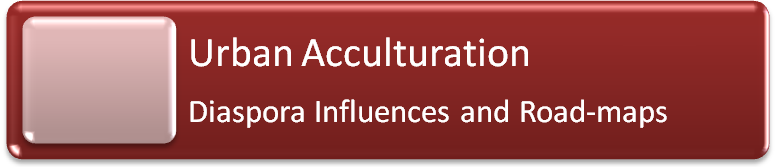 Urban Acculturation
Diaspora Influences and Road-maps